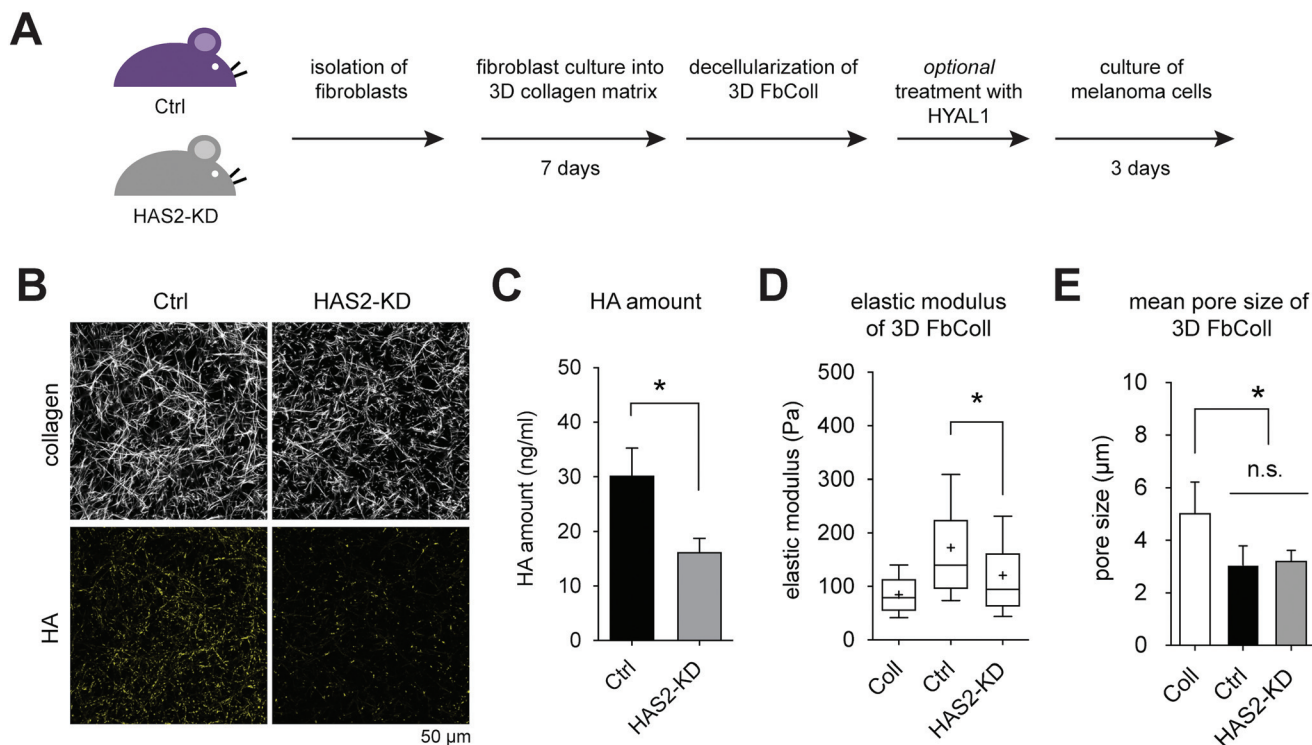 A
Ctrl
HAS2-KD
isolation of
fibroblasts
fibroblast culture into
3D collagen matrix
7 days
decellularization of
3D FbColl
optional
treatment with
HYAL1
culture of
melanoma cells
3 days
B
Ctrl
HAS2-KD
collagen
HA
50 µm
C
HA amount
HA amount (ng/ml)
50
40
30
20
10
0
*
Ctrl
HAS2-KD
D
elastic modulus
of 3D FbColl
elastic modulus (Pa)
500
400
300
200
100
0
*
Coll
Ctrl
HAS2-KD
E
mean pore size of
3D FbColl
pore size (µm)
10
8
6
4
2
0
*
n.s.
Coll
Ctrl
HAS2-KD